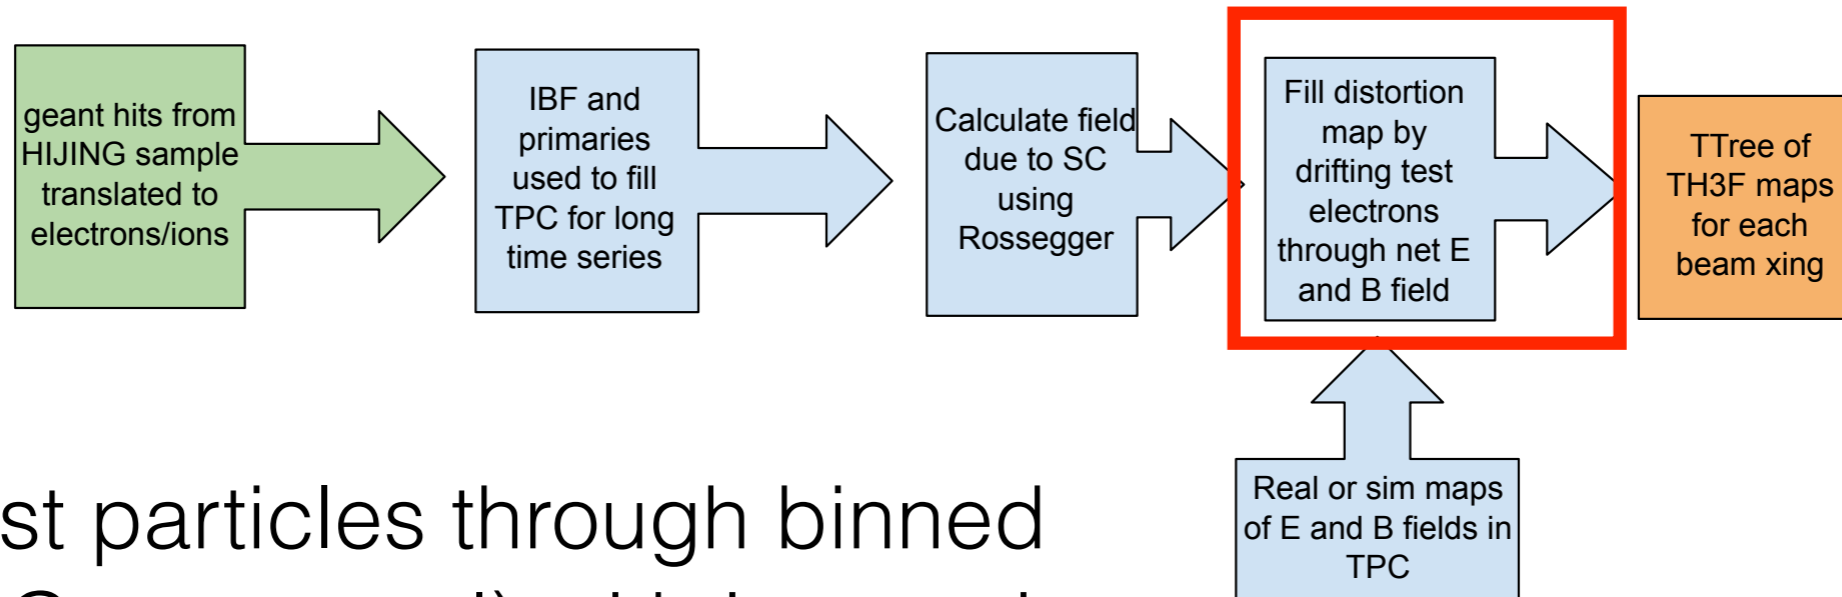 geant hits from
HIJING sample
translated to
electrons/ions
IBF and
primaries
used to fill
TPC for long
time series
Calculate field
due to SC
using
Rossegger
Fill distortion
map by
drifting test
electrons
through net E
and B field
TTree of
TH3F maps
for each
beam xing
Real or sim maps
of E and B fields in
TPC
st particles through binned